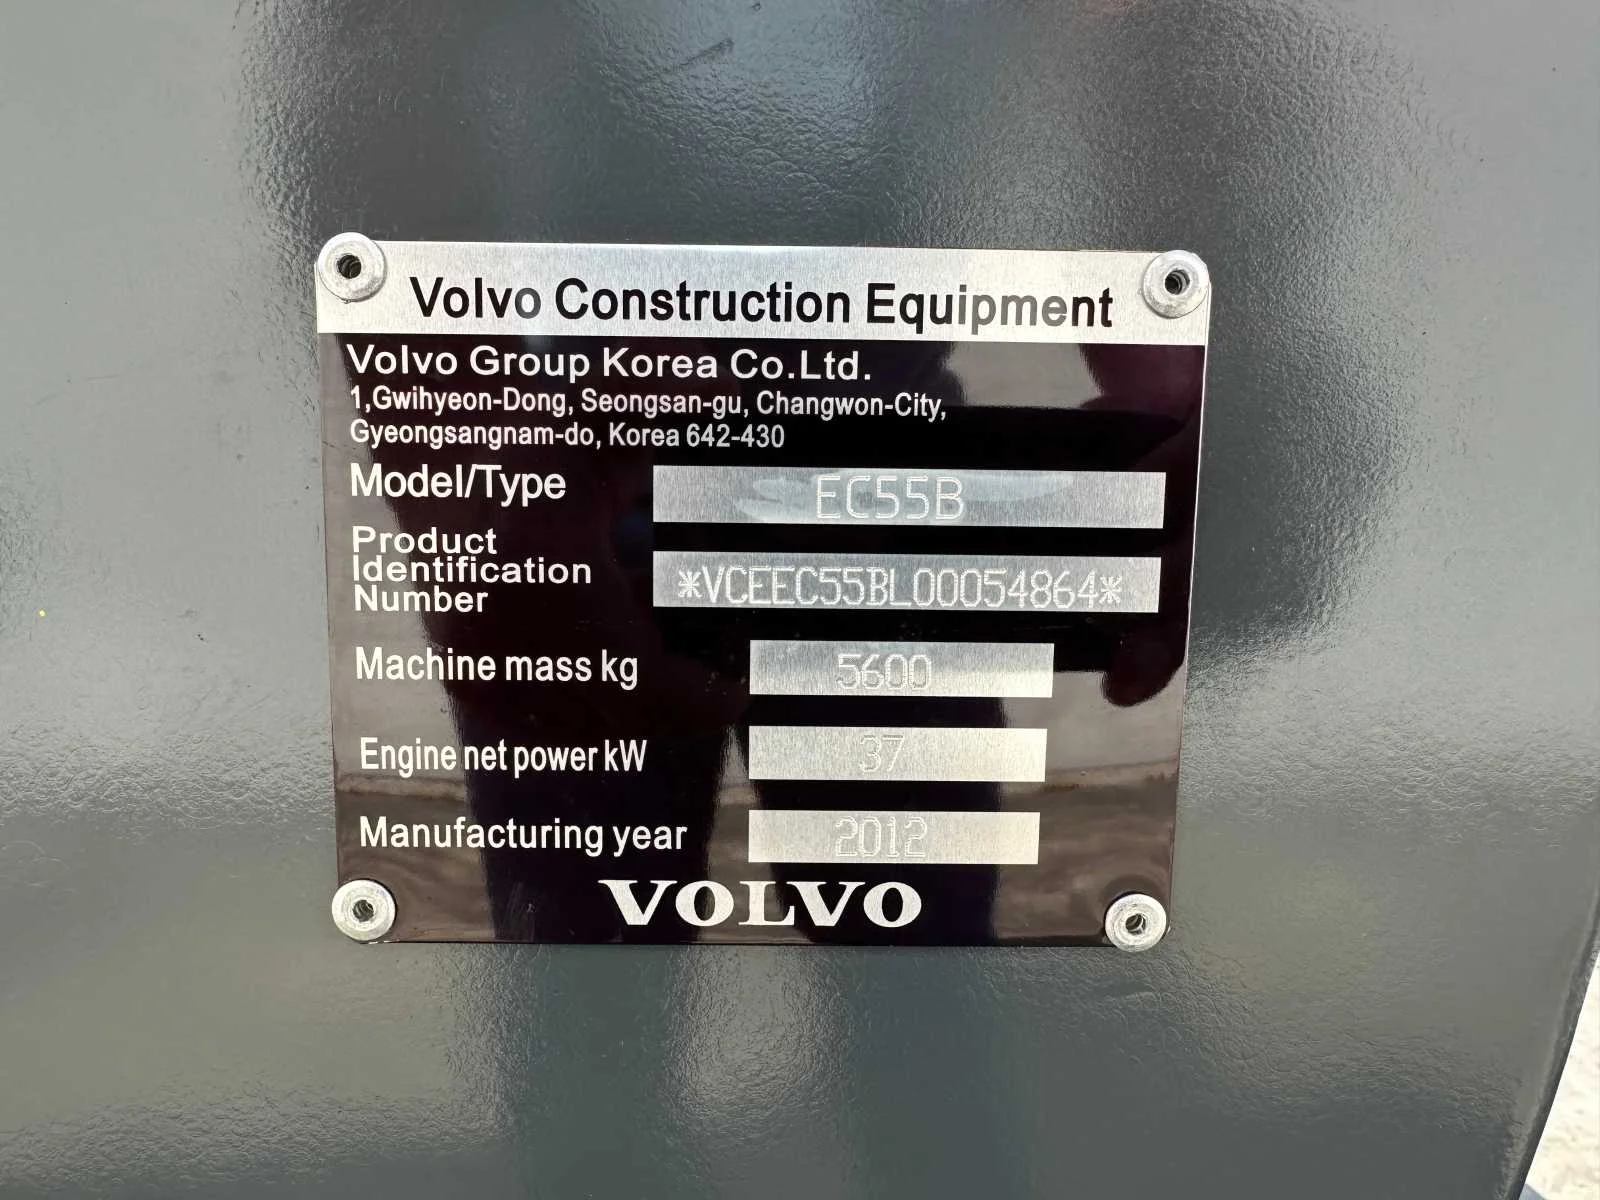 Volvo Construction Equipment
Volvo Group Korea Co.Ltd.
1,Gwihyeon-Dong, Seongsan-gu, Changwon-City,
Gyeongsangnam-do, Korea 642-430
Model/Type EC55B
Product
Identification
Number *VCEEC55BL00054864*
Machine mass kg 5600
Engine net power kW 37
Manufacturing year 2012
VOLVO